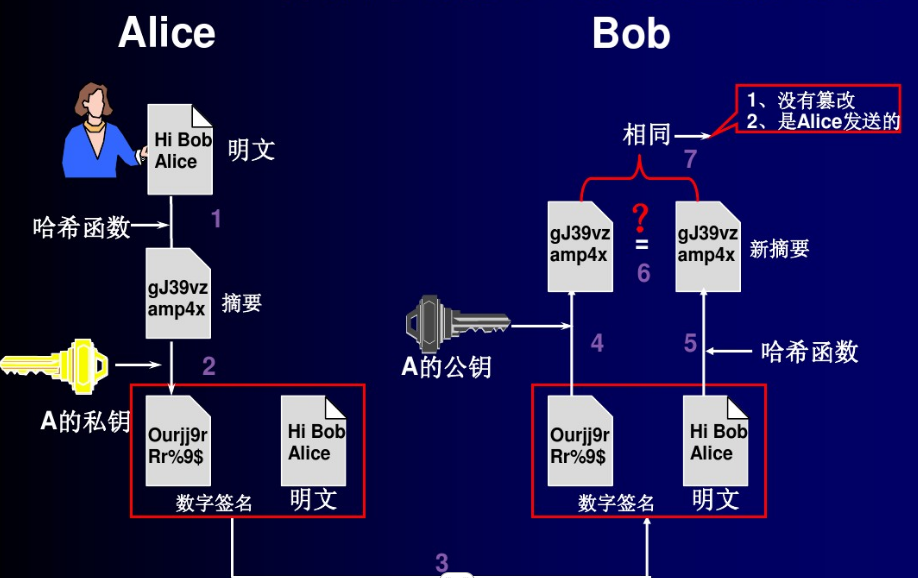 Alice
Bob
Hi Bob
Alice
明文
哈希函数
1
gJ39vz
amp4x
摘要
2
A的私钥
Ourjj9r
Rr%9$
数字签名
Hi Bob
Alice
明文
3
1、没有篡改
2、是Alice发送的
相同
7
gJ39vz
amp4x
?
=
6
gJ39vz
amp4x
新摘要
A的公钥
4
5
哈希函数
Ourjj9r
Rr%9$
数字签名
Hi Bob
Alice
明文